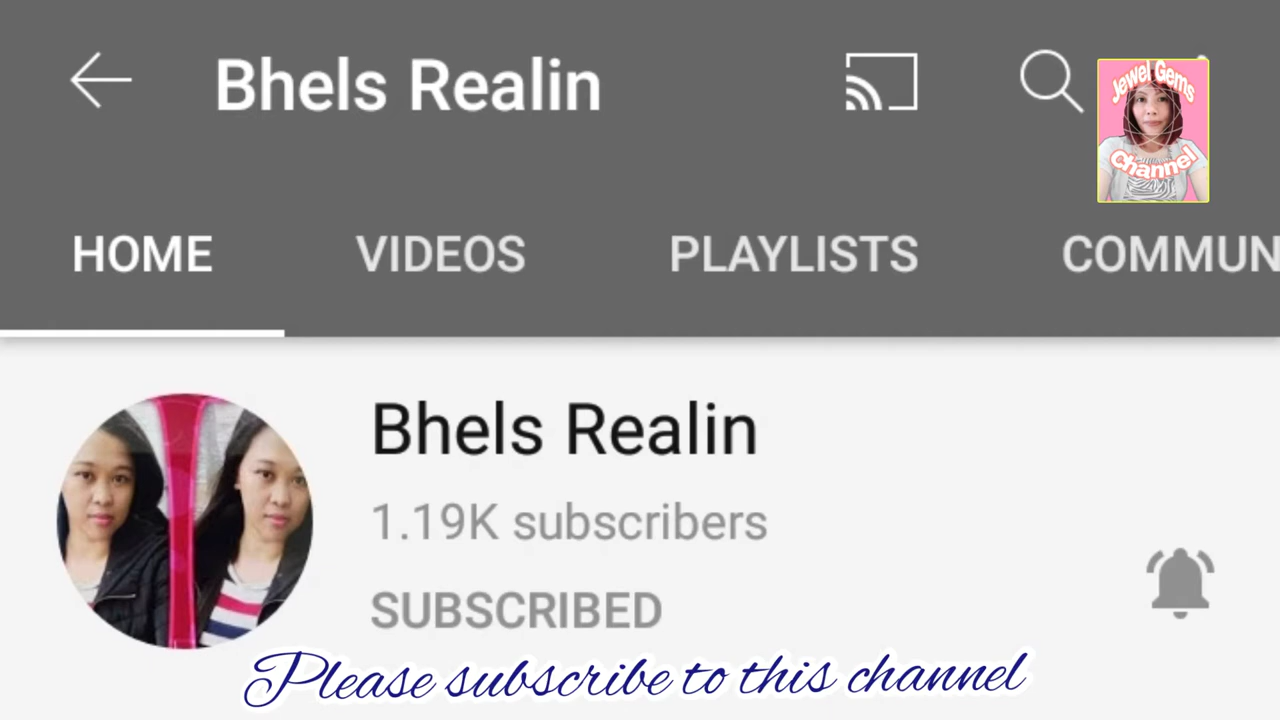 Bhels Realin
Jewel Gems
Channel
HOME VIDEOS PLAYLISTS COMMUN
Bhels Realin
1.19K subscribers
SUBSCRIBED
Please subscribe to this channel